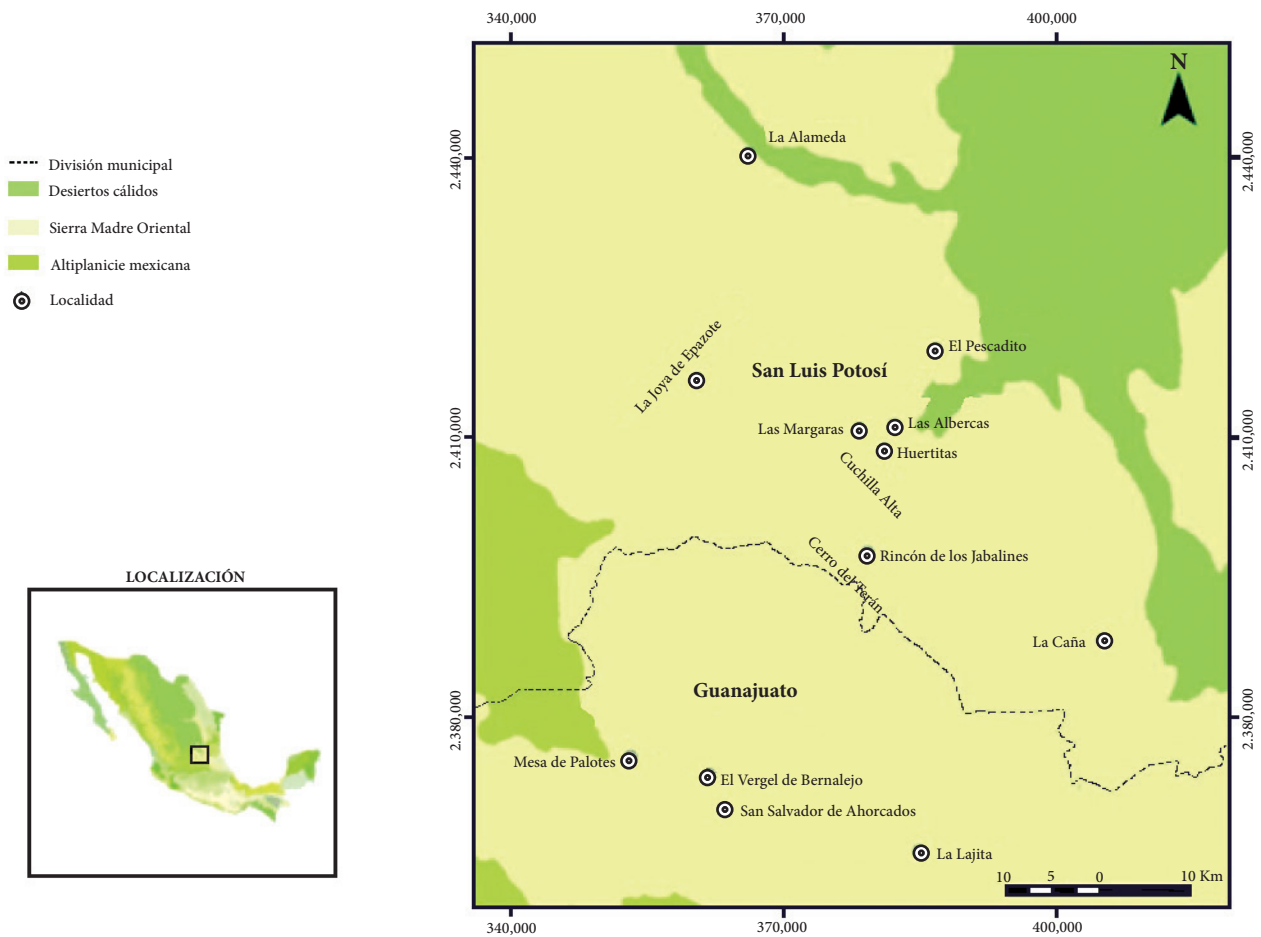 340,000
370,000
400,000
N
2.440,000
2.440,000
La Alameda
División municipal
Desiertos cálidos
Sierra Madre Oriental
Altiplanicie mexicana
Localidad
La Joya de Epazote
El Pescadito
San Luis Potosí
Las Margaras
Las Albercas
Huertitas
2.410,000
2.410,000
Cuchilla Alta
Cerro del Terán
Rincón de los Jabalines
LOCALIZACIÓN
La Caña
Guanajuato
2.380,000
2.380,000
Mesa de Palotes
El Vergel de Bernalejo
San Salvador de Ahorcados
La Lajita
10 5 0 10 Km
340,000
370,000
400,000